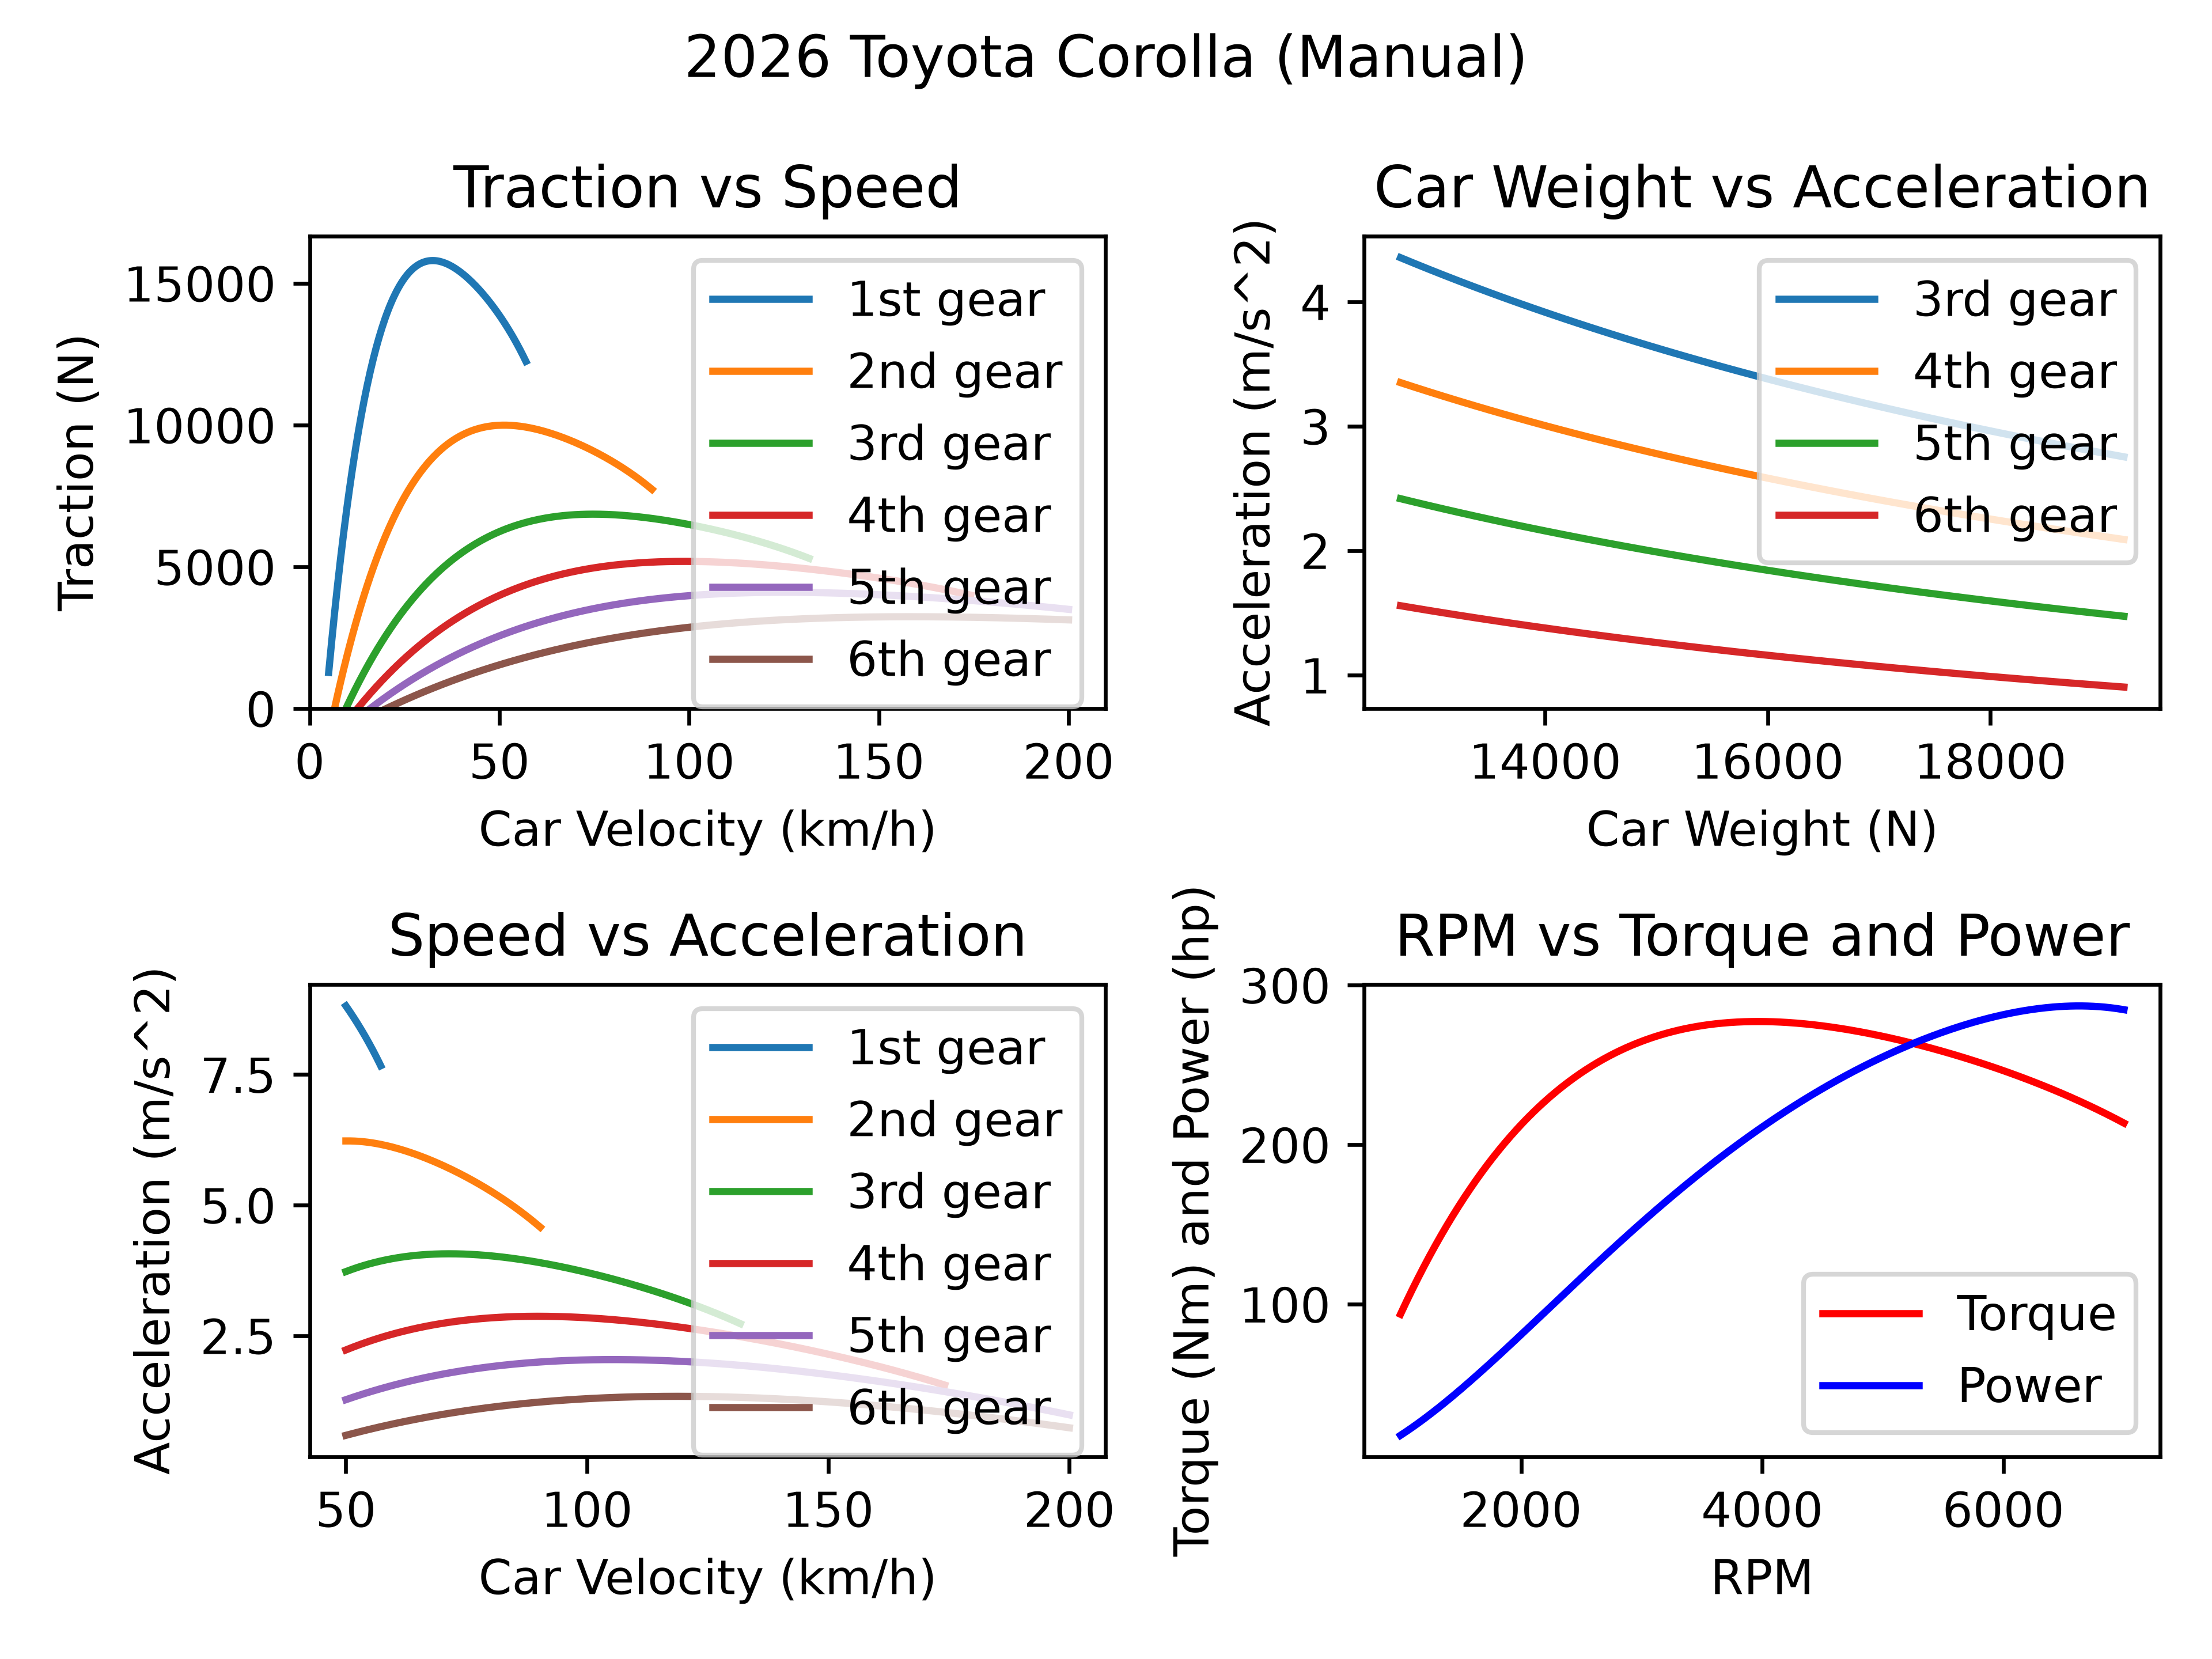 2026 Toyota Corolla (Manual)
Traction vs Speed
Traction (N)
15000
10000
5000
0
0 50 100 150 200
Car Velocity (km/h)
1st gear
2nd gear
3rd gear
4th gear
5th gear
6th gear
Car Weight vs Acceleration
Acceleration (m/s^2)
4
3
2
1
14000 16000 18000
Car Weight (N)
3rd gear
4th gear
5th gear
6th gear
Speed vs Acceleration
Acceleration (m/s^2)
7.5
5.0
2.5
50 100 150 200
Car Velocity (km/h)
1st gear
2nd gear
3rd gear
4th gear
5th gear
6th gear
RPM vs Torque and Power
Torque (Nm) and Power (hp)
300
200
100
2000 4000 6000
RPM
Torque
Power